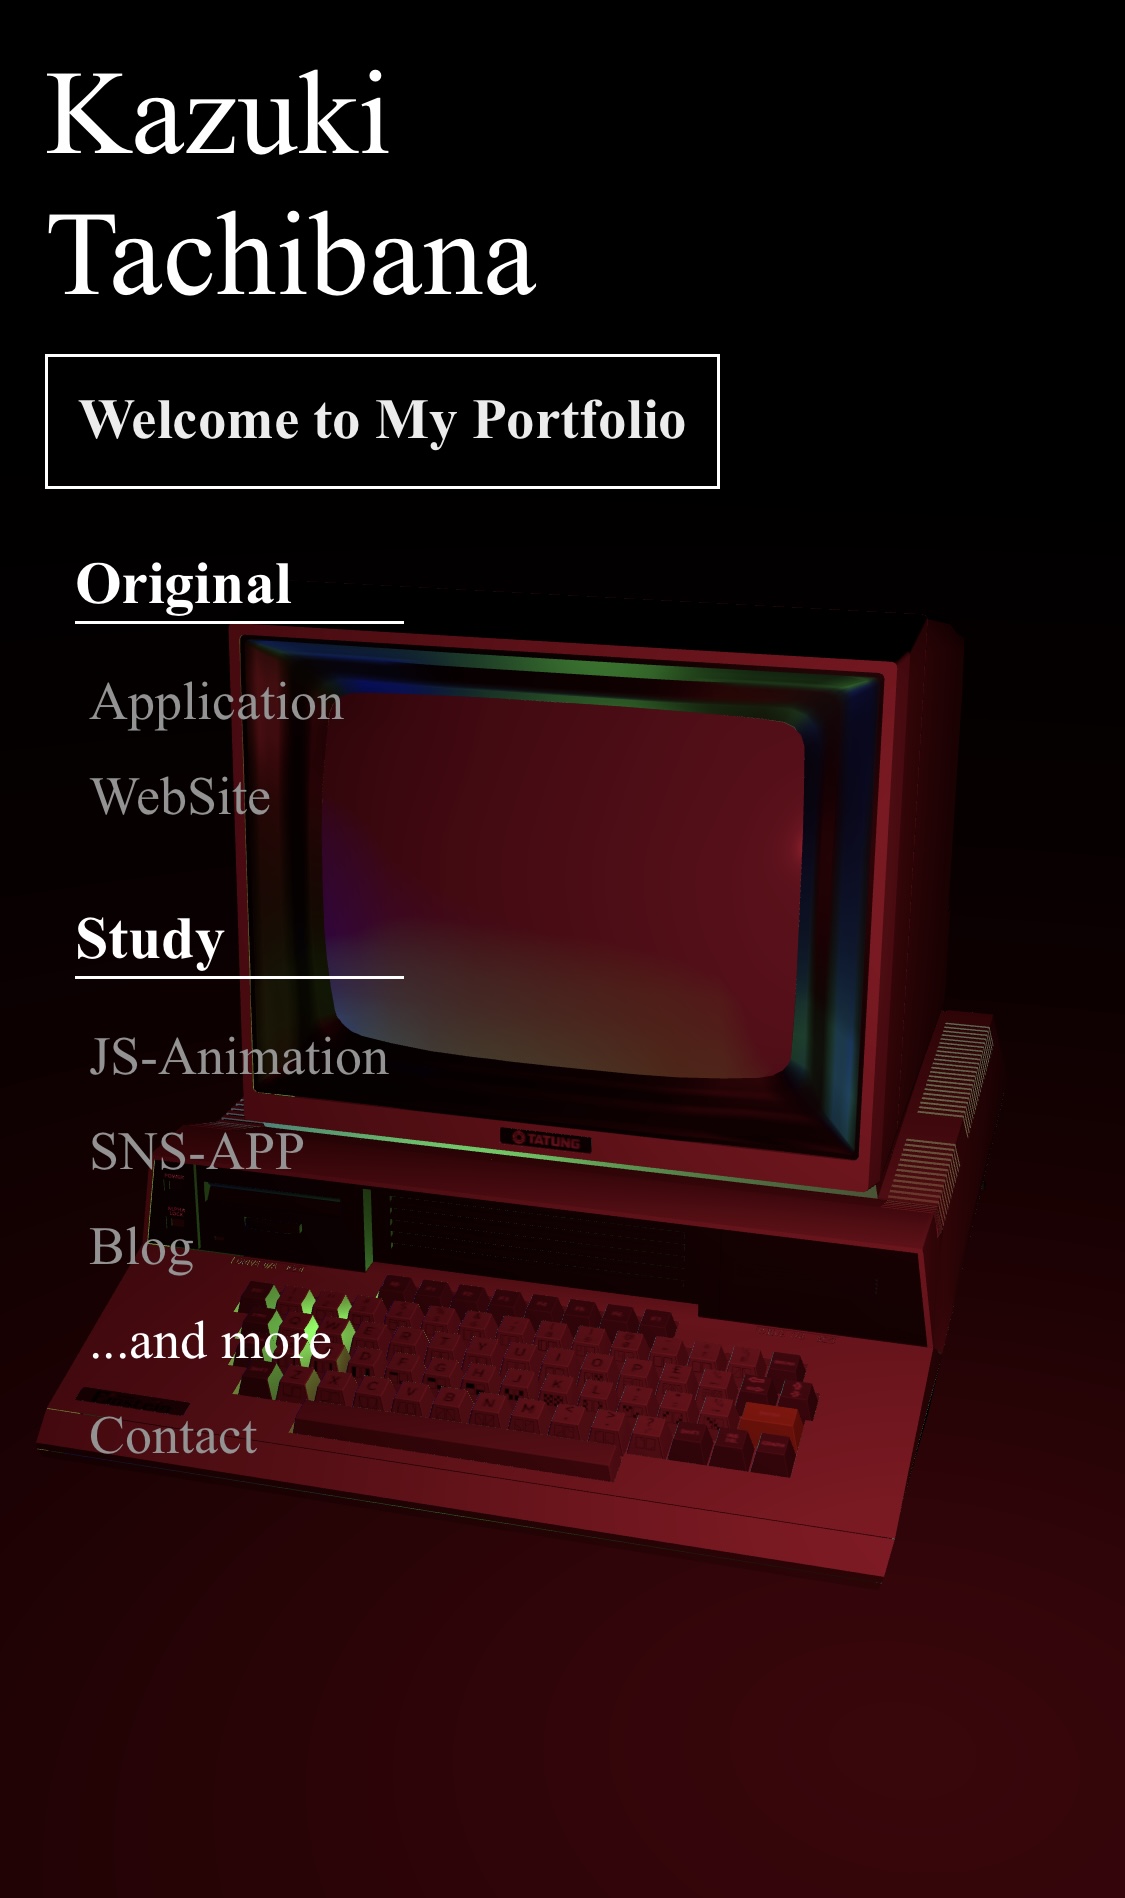 Kazuki
Tachibana
Welcome to My Portfolio
Original
Application
WebSite
Study
JS-Animation
SNS-APP
TATUNG
Blog
...and more
Contact